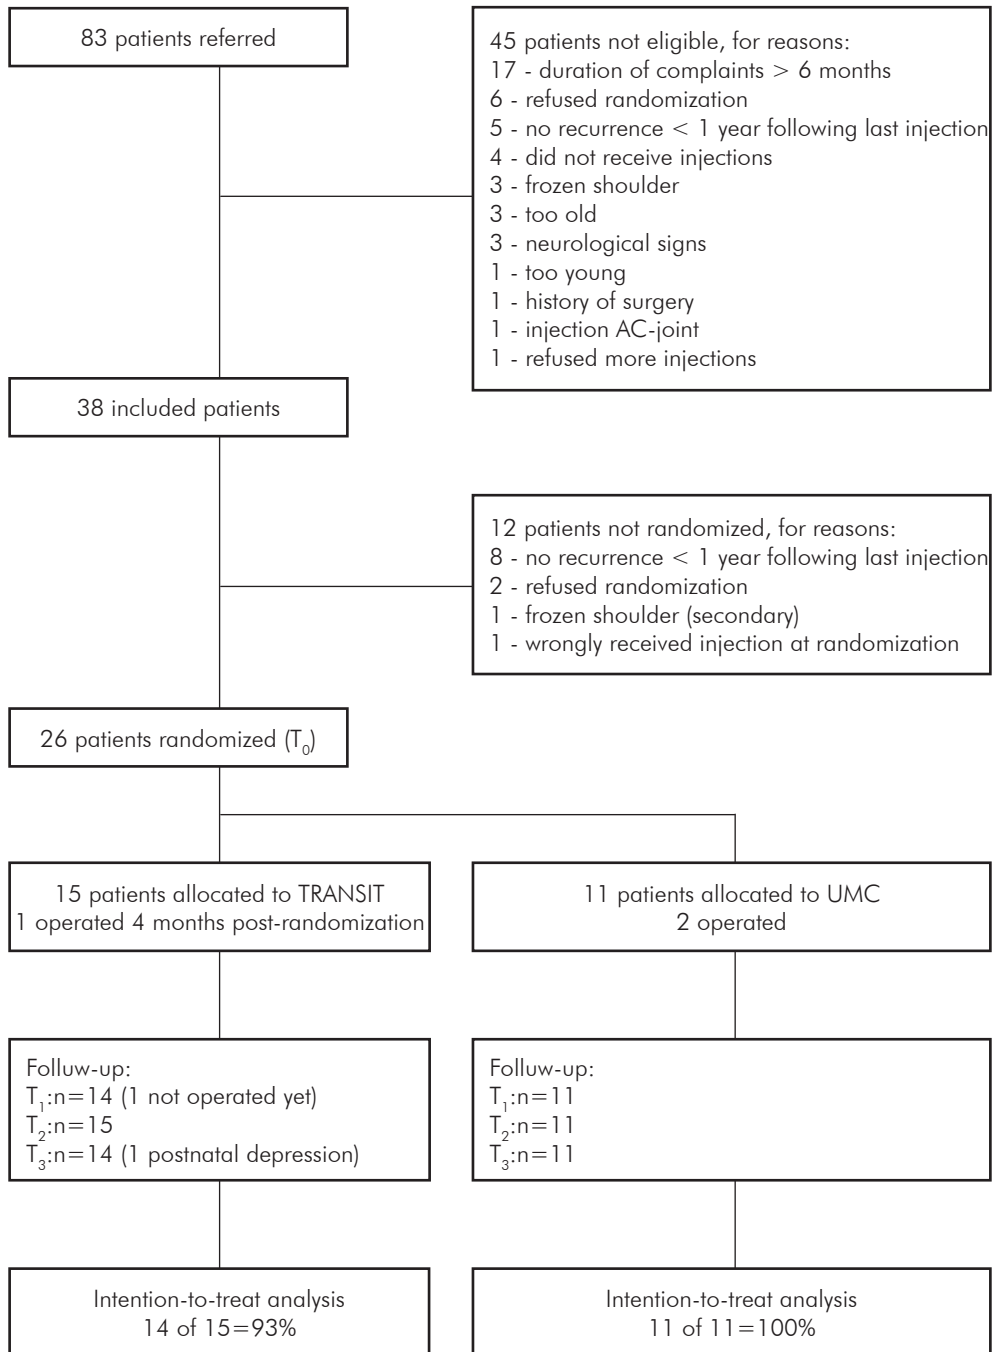 83 patients referred
45 patients not eligible, for reasons:
17 - duration of complaints > 6 months
6 - refused randomization
5 - no recurrence < 1 year following last injection
4 - did not receive injections
3 - frozen shoulder
3 - too old
3 - neurological signs
1 - too young
1 - history of surgery
1 - injection AC-joint
1 - refused more injections
38 included patients
12 patients not randomized, for reasons:
8 - no recurrence < 1 year following last injection
2 - refused randomization
1 - frozen shoulder (secondary)
1 - wrongly received injection at randomization
26 patients randomized (T₀)
15 patients allocated to TRANSIT
1 operated 4 months post-randomization
11 patients allocated to UMC
2 operated
Folluw-up:
T₁:n=14 (1 not operated yet)
T₂:n=15
T₃:n=14 (1 postnatal depression)
Folluw-up:
T₁:n=11
T₂:n=11
T₃:n=11
Intention-to-treat analysis
14 of 15=93%
Intention-to-treat analysis
11 of 11=100%